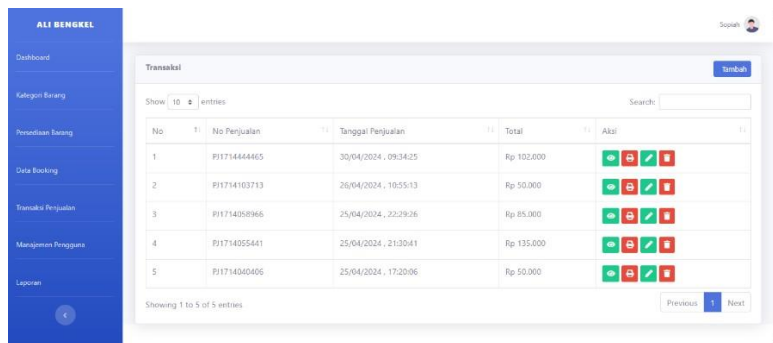 ALI BENGKEL
Sopiah
Dashboard
Kategori Barang
Persediaan Barang
Data Booking
Transaksi Penjualan
Manajemen Pengguna
Laporan
Transaksi
Tambah
Show 10 entries
Search:
No No Penjualan Tanggal Penjualan Total Aksi
1 PJ1714444465 30/04/2024 , 09:34:25 Rp 102.000
2 PJ1714103713 26/04/2024 , 10:55:13 Rp 50.000
3 PJ1714058966 25/04/2024 , 22:29:26 Rp 85.000
4 PJ1714055441 25/04/2024 , 21:30:41 Rp 135.000
5 PJ1714040406 25/04/2024 , 17:20:06 Rp 50.000
Showing 1 to 5 of 5 entries
Previous 1 Next